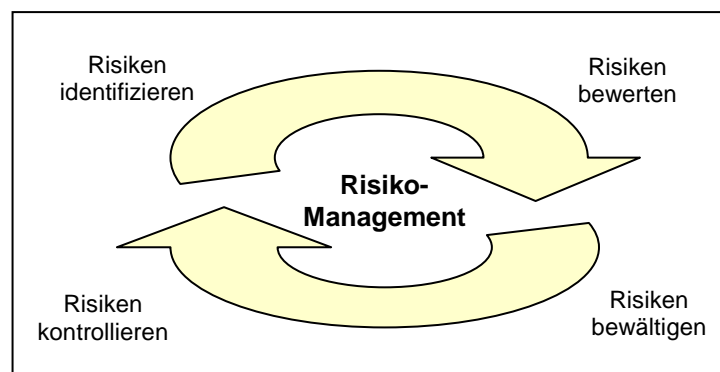 Risiken
identifizieren
Risiken
bewerten
Risiko-
Management
Risiken
kontrollieren
Risiken
bewältigen